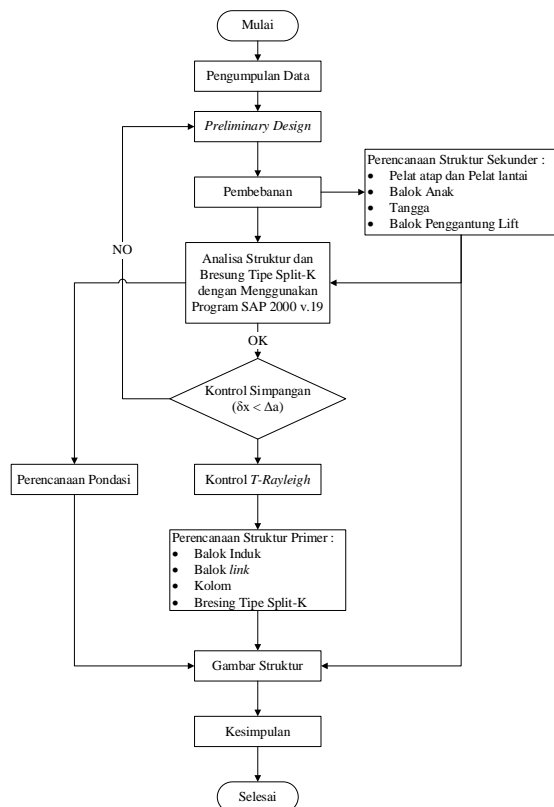 Mulai
Pengumpulan Data
Preliminary Design
Pembebanan
Perencanaan Struktur Sekunder :
• Pelat atap dan Pelat lantai
• Balok Anak
• Tangga
• Balok Penggantung Lift
NO
Analisa Struktur dan
Bresung Tipe Split-K
dengan Menggunakan
Program SAP 2000 v.19
OK
Kontrol Simpangan
(δx < Δa)
Perencanaan Pondasi
Kontrol T-Rayleigh
Perencanaan Struktur Primer :
• Balok Induk
• Balok link
• Kolom
• Bresing Tipe Split-K
Gambar Struktur
Kesimpulan
Selesai